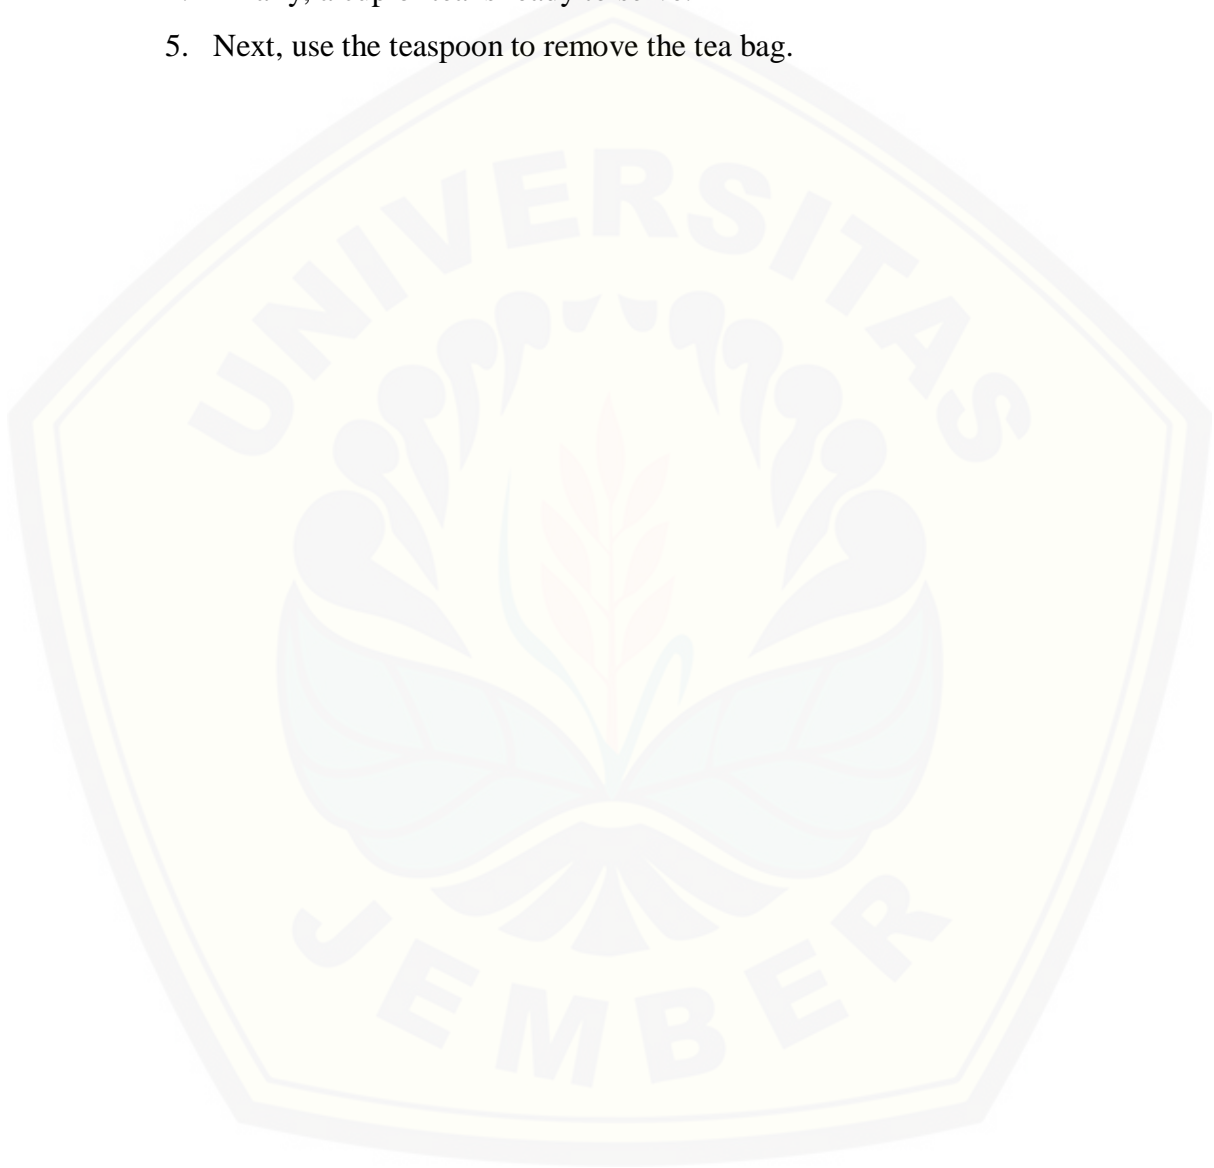 5. Next, use the teaspoon to remove the tea bag.
UNIVERSITAS
JEMBER